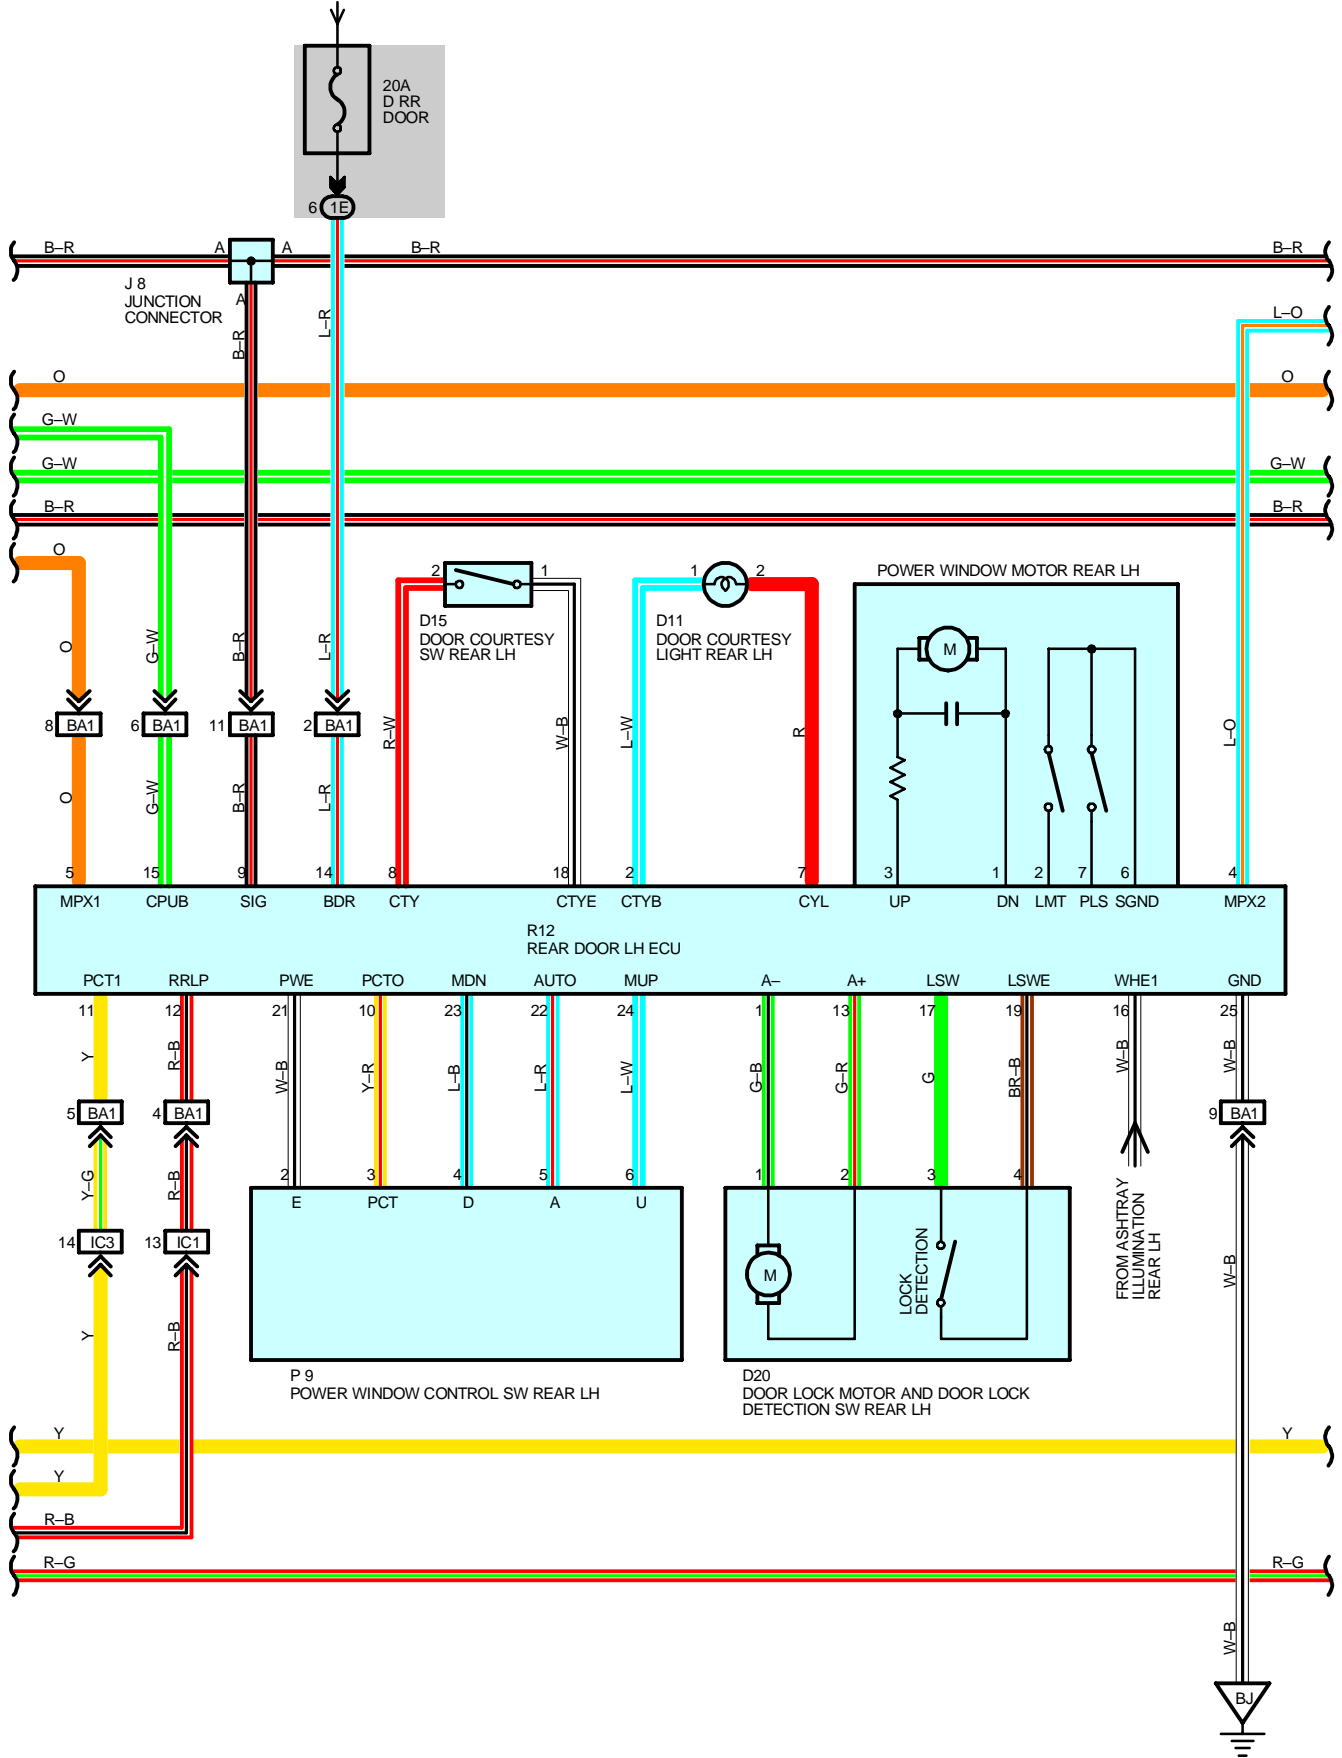 20A
D RR
DOOR
6 1E
B–R A A B–R B–R
J 8
JUNCTION
CONNECTOR
A
B–R
L–R
L–O
O O
G–W
G–W G–W
B–R B–R
O
2 1
D15
DOOR COURTESY
SW REAR LH
1 2
D11
DOOR COURTESY
LIGHT REAR LH
POWER WINDOW MOTOR REAR LH
M
O G–W B–R L–R
8 BA1 6 BA1 11 BA1 2 BA1
R–W W–B L–W R L–O
O G–W B–R L–R
5 15 9 14 8 18 2 7 3 1 2 7 6 4
MPX1 CPUB SIG BDR CTY CTYE CTYB CYL UP DN LMT PLS SGND MPX2
R12
REAR DOOR LH ECU
PCT1 RRLP PWE PCTO MDN AUTO MUP A– A+ LSW LSWE WHE1 GND
11 12 21 10 23 22 24 1 13 17 19 16 25
Y R–B W–B Y–R L–B L–R L–W G–B G–R G BR–B W–B W–B
5 BA1 4 BA1 9 BA1
Y–G R–B
2 3 4 5 6 1 2 3 4
E PCT D A U
14 IC3 13 IC1
M
LOCK
DETECTION
FROM ASHTRAY
ILLUMINATION
REAR LH
W–B
Y R–B
P 9
POWER WINDOW CONTROL SW REAR LH
D20
DOOR LOCK MOTOR AND DOOR LOCK
DETECTION SW REAR LH
Y Y
Y
R–B
R–G R–G
W–B
BJ